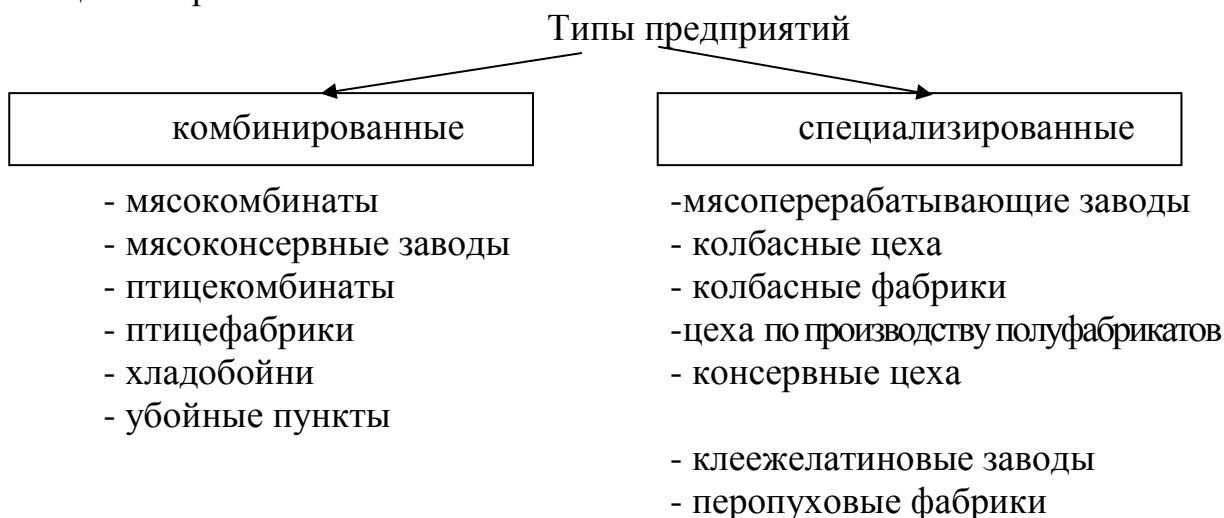 Типы предприятий
комбинированные
- мясокомбинаты
- мясоконсервные заводы
- птицекомбинаты
- птицефабрики
- хладобойни
- убойные пункты
специализированные
-мясоперерабатывающие заводы
- колбасные цеха
- колбасные фабрики
-цеха по производству полуфабрикатов
- консервные цеха
- клеежелатиновые заводы
- перопуховые фабрики